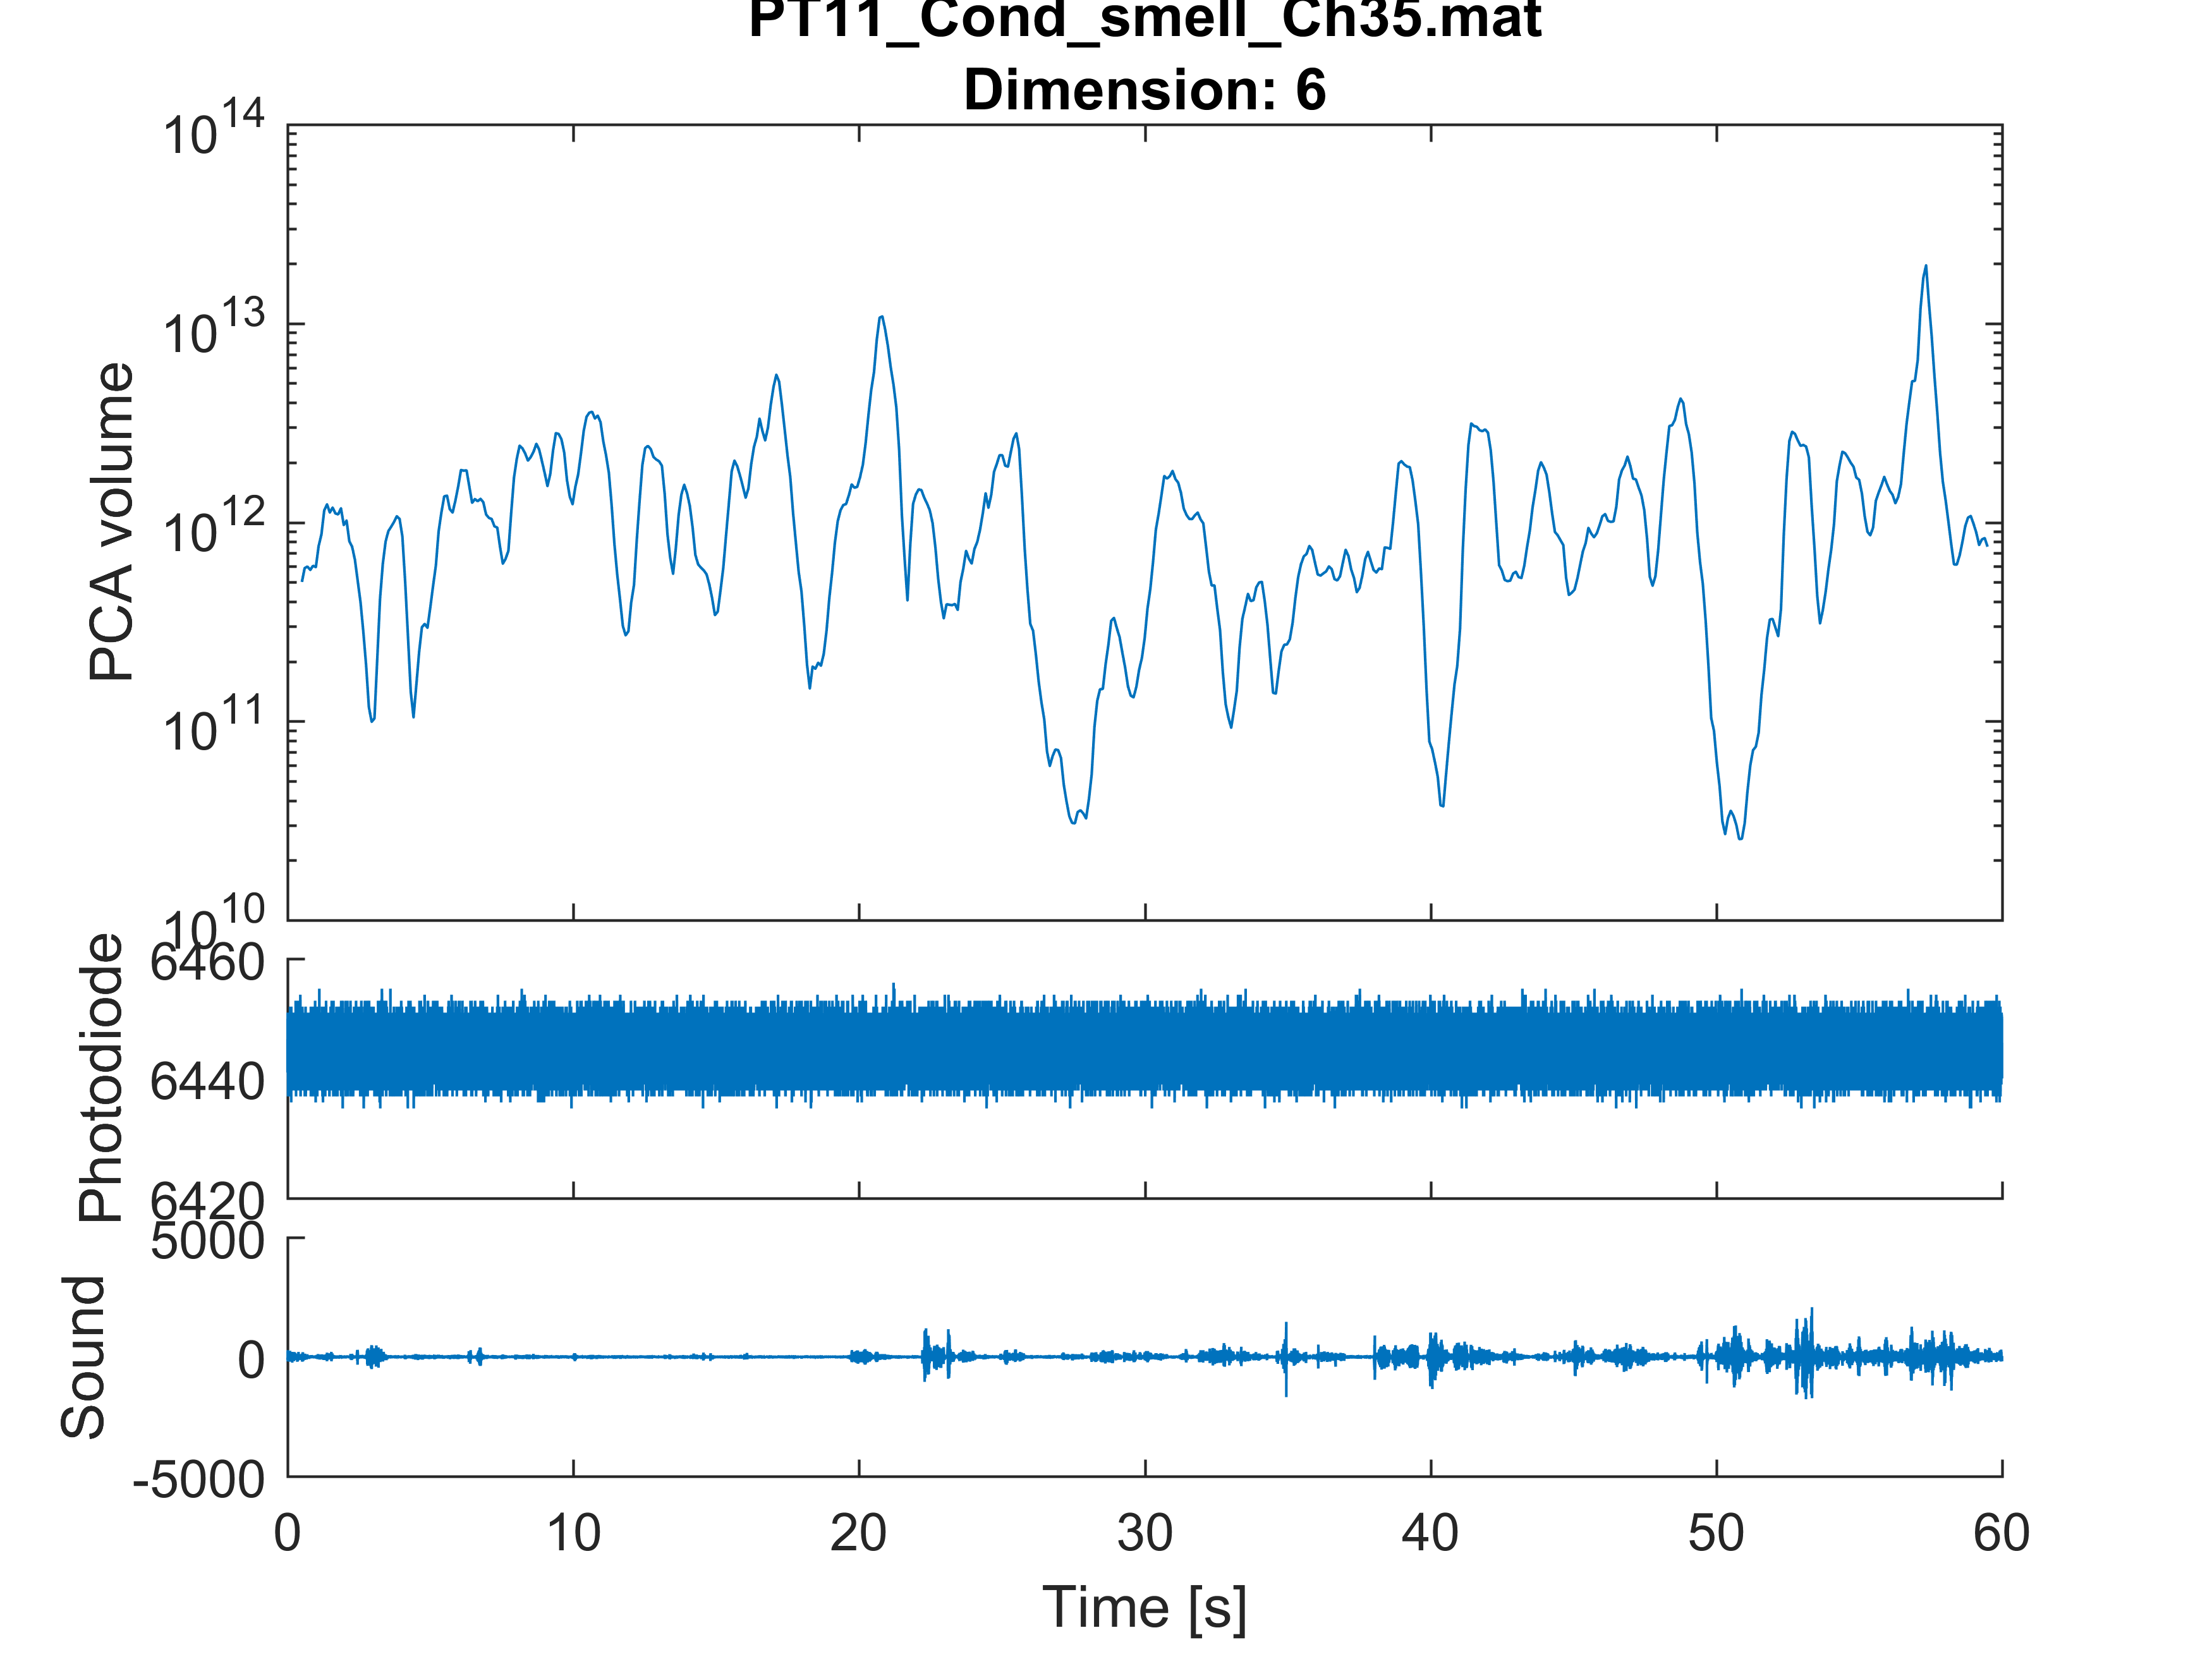 PT11_Cond_smell_Ch35.mat
Dimension: 6
10^14
10^13
10^12
10^11
10^10
PCA volume
6460
6440
6420
Photodiode
5000
0
-5000
Sound
0 10 20 30 40 50 60
Time [s]